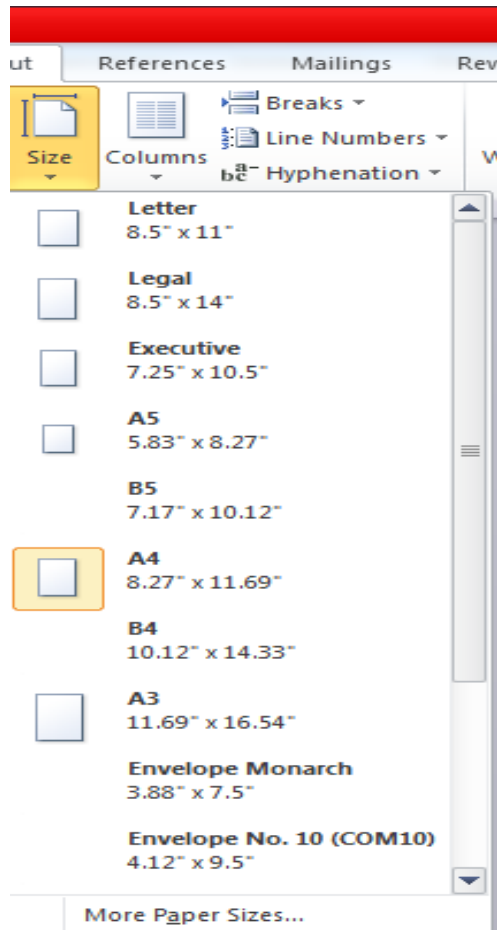 ut References Mailings Rev
Breaks
Line Numbers
Size Columns W
bc a- Hyphenation
Letter
8.5" x 11"
Legal
8.5" x 14"
Executive
7.25" x 10.5"
A5
5.83" x 8.27"
B5
7.17" x 10.12"
A4
8.27" x 11.69"
B4
10.12" x 14.33"
A3
11.69" x 16.54"
Envelope Monarch
3.88" x 7.5"
Envelope No. 10 (COM10)
4.12" x 9.5"
More Paper Sizes...